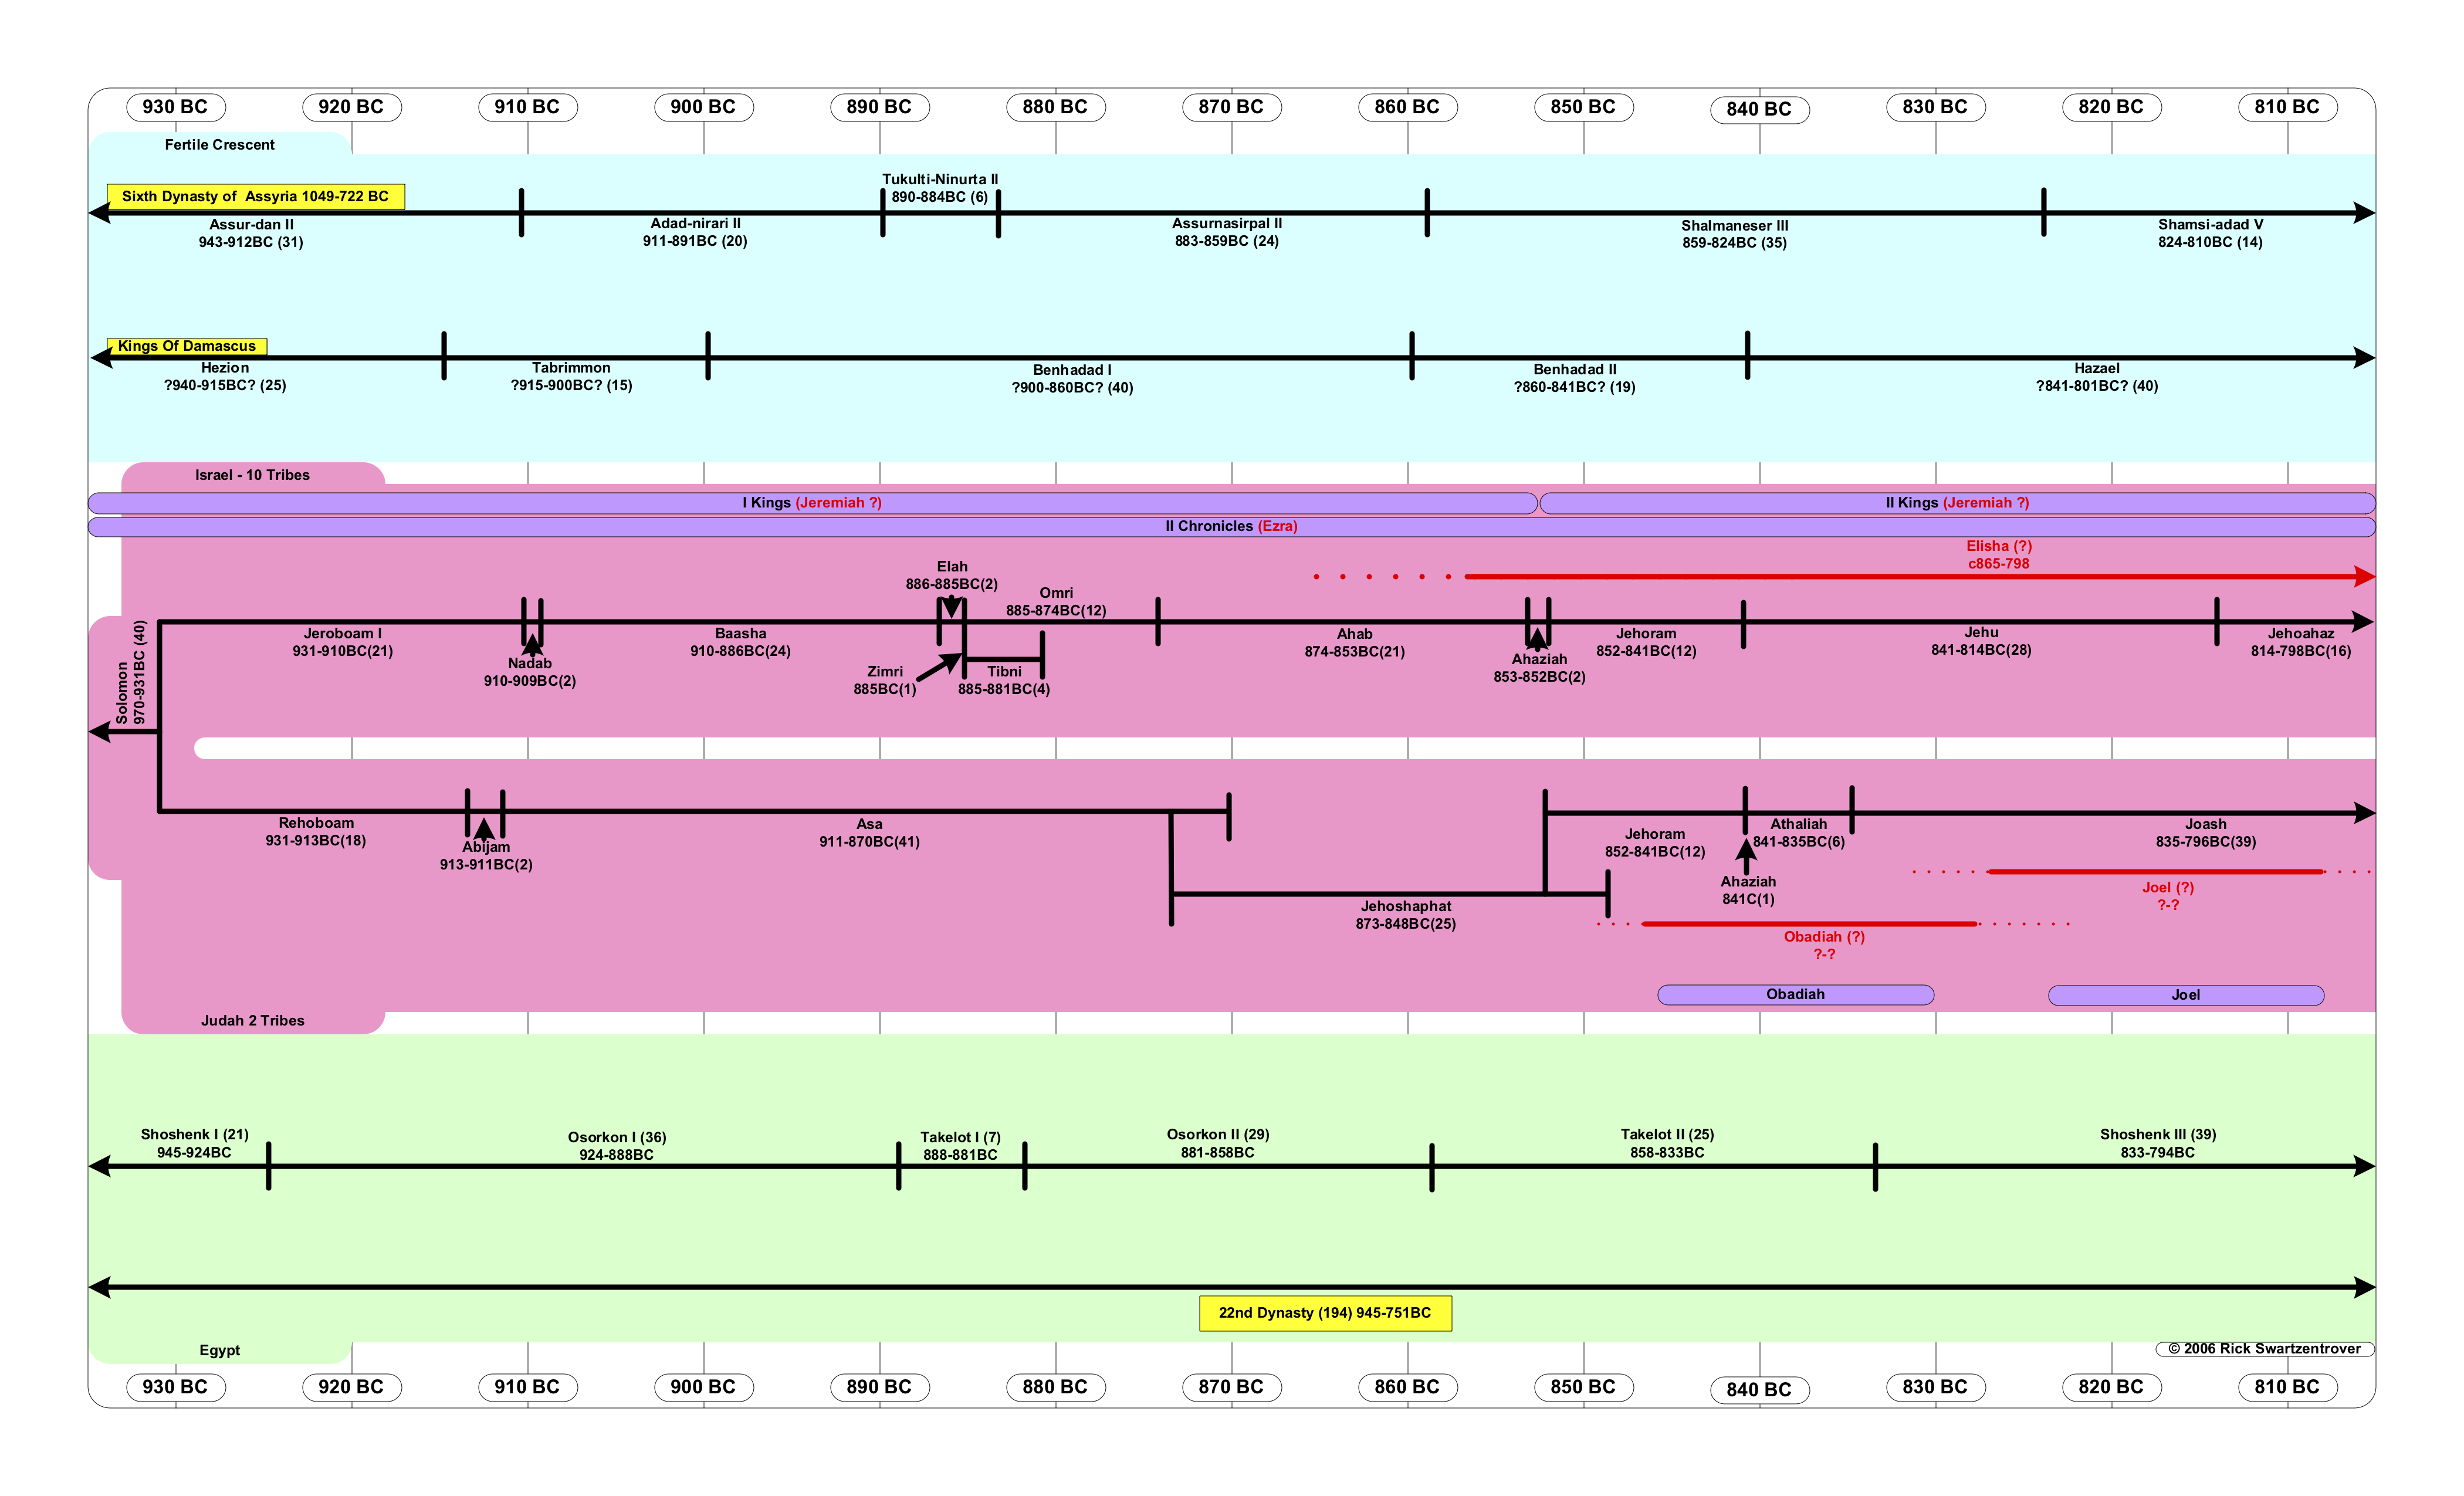 930 BC
920 BC
910 BC
900 BC
890 BC
880 BC
870 BC
860 BC
850 BC
840 BC
830 BC
820 BC
810 BC
Fertile Crescent
Sixth Dynasty of Assyria 1049-722 BC
Assur-dan II
943-912BC (31)
Adad-nirari II
911-891BC (20)
Tukulti-Ninurta II
890-884BC (6)
Assurnasirpal II
883-859BC (24)
Shalmaneser III
859-824BC (35)
Shamsi-adad V
824-810BC (14)
Kings Of Damascus
Hezion
?940-915BC? (25)
Tabrimmon
?915-900BC? (15)
Benhadad I
?900-860BC? (40)
Benhadad II
?860-841BC? (19)
Hazael
?841-801BC? (40)
Israel - 10 Tribes
I Kings (Jeremiah ?)
II Kings (Jeremiah ?)
II Chronicles (Ezra)
Elisha (?)
c865-798
Solomon
970-931BC (40)
Jeroboam I
931-910BC(21)
Nadab
910-909BC(2)
Baasha
910-886BC(24)
Elah
886-885BC(2)
Zimri
885BC(1)
Omri
885-874BC(12)
Tibni
885-881BC(4)
Ahab
874-853BC(21)
Ahaziah
853-852BC(2)
Jehoram
852-841BC(12)
Jehu
841-814BC(28)
Jehoahaz
814-798BC(16)
Rehoboam
931-913BC(18)
Abijam
913-911BC(2)
Asa
911-870BC(41)
Jehoshaphat
873-848BC(25)
Jehoram
852-841BC(12)
Ahaziah
841C(1)
Athaliah
841-835BC(6)
Joash
835-796BC(39)
Joel (?)
?-?
Obadiah (?)
?-?
Obadiah
Joel
Judah 2 Tribes
Shoshenk I (21)
945-924BC
Osorkon I (36)
924-888BC
Takelot I (7)
888-881BC
Osorkon II (29)
881-858BC
Takelot II (25)
858-833BC
Shoshenk III (39)
833-794BC
22nd Dynasty (194) 945-751BC
Egypt
© 2006 Rick Swartzentrover
930 BC
920 BC
910 BC
900 BC
890 BC
880 BC
870 BC
860 BC
850 BC
840 BC
830 BC
820 BC
810 BC